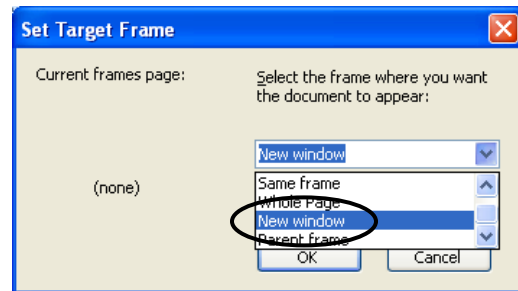 Set Target Frame
Current frames page:
Select the frame where you want
the document to appear:
New window
(none)
Same frame
Whole Page
New window
Parent frame
OK
Cancel